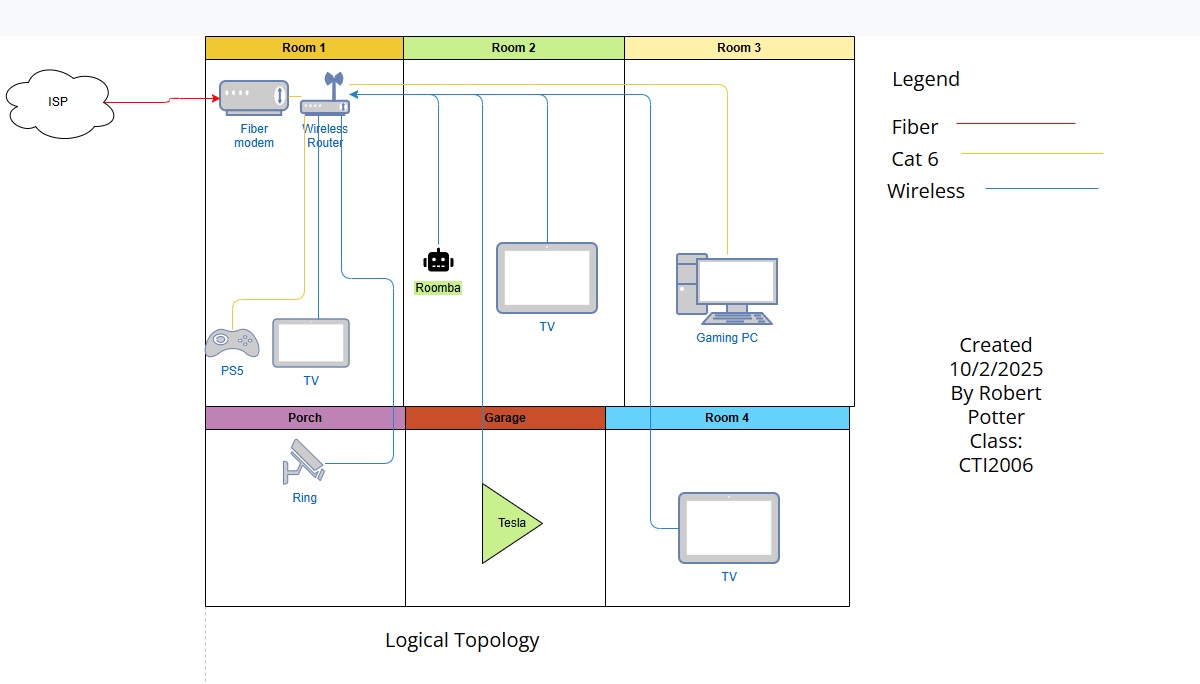 Room 1
Room 2
Room 3
ISP
Fiber
modem
Wireless
Router
Legend
Fiber
Cat 6
Wireless
Roomba
TV
Gaming PC
PS5
TV
Created
10/2/2025
By Robert
Potter
Class:
CTI2006
Porch
Garage
Room 4
Ring
Tesla
TV
Logical Topology